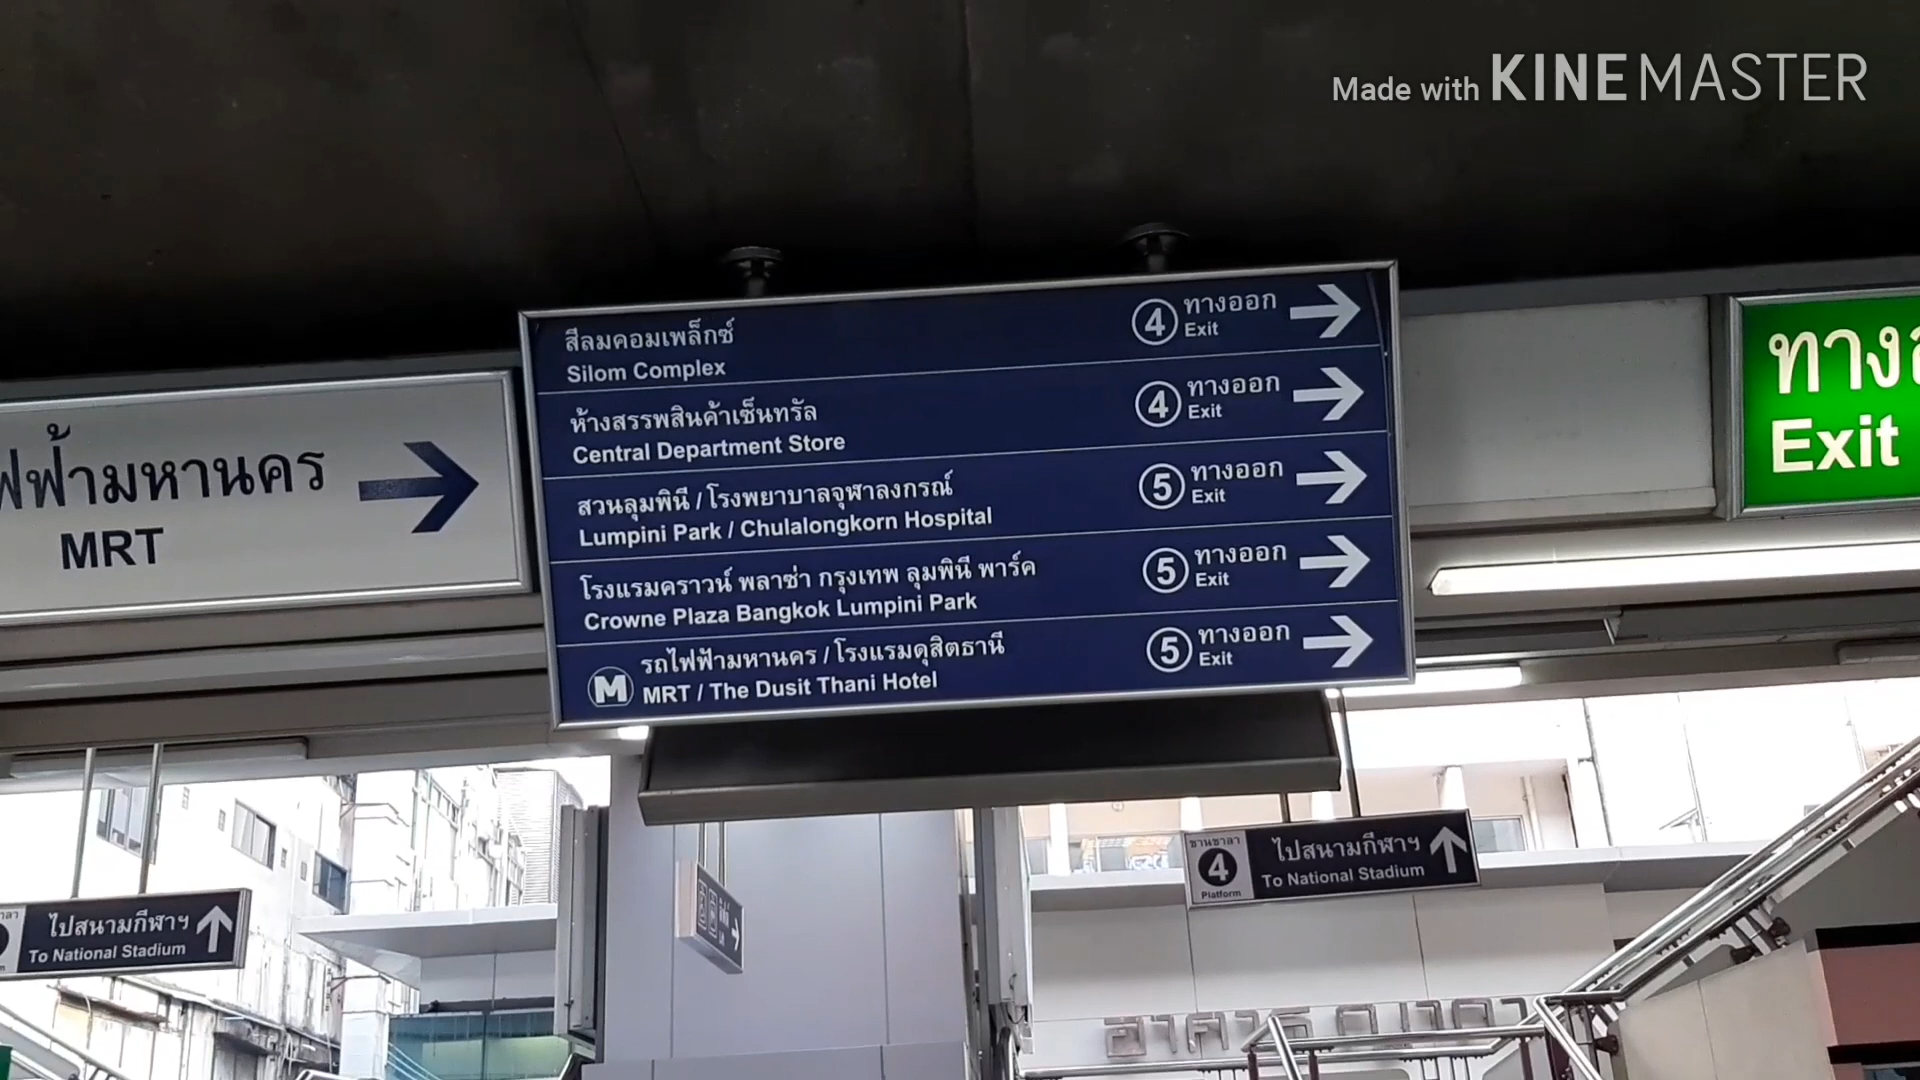 Made with KINEMASTER
สีลมคอมเพล็กซ์
Silom Complex
4 ทางออก
Exit
ห้างสรรพสินค้าเซ็นทรัล
Central Department Store
4 ทางออก
Exit
สวนลุมพินี / โรงพยาบาลจุฬาลงกรณ์
Lumpini Park / Chulalongkorn Hospital
5 ทางออก
Exit
โรงแรมคราวน์ พลาซ่า กรุงเทพ ลุมพินี พาร์ค
Crowne Plaza Bangkok Lumpini Park
5 ทางออก
Exit
M รถไฟฟ้ามหานคร / โรงแรมดุสิตธานี
MRT / The Dusit Thani Hotel
5 ทางออก
Exit
ฟฟ้ามหานคร
MRT
ทาง
Exit
ชานชาลา
4
Platform
ไปสนามกีฬาฯ
To National Stadium
ไปสนามกีฬาฯ
To National Stadium